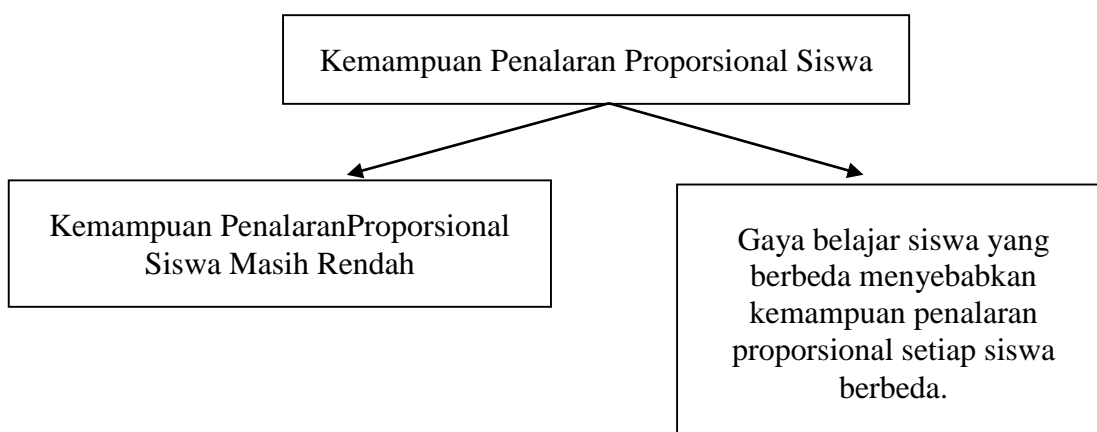 Kemampuan Penalaran Proporsional Siswa
Kemampuan PenalaranProporsional
Siswa Masih Rendah
Gaya belajar siswa yang
berbeda menyebabkan
kemampuan penalaran
proporsional setiap siswa
berbeda.